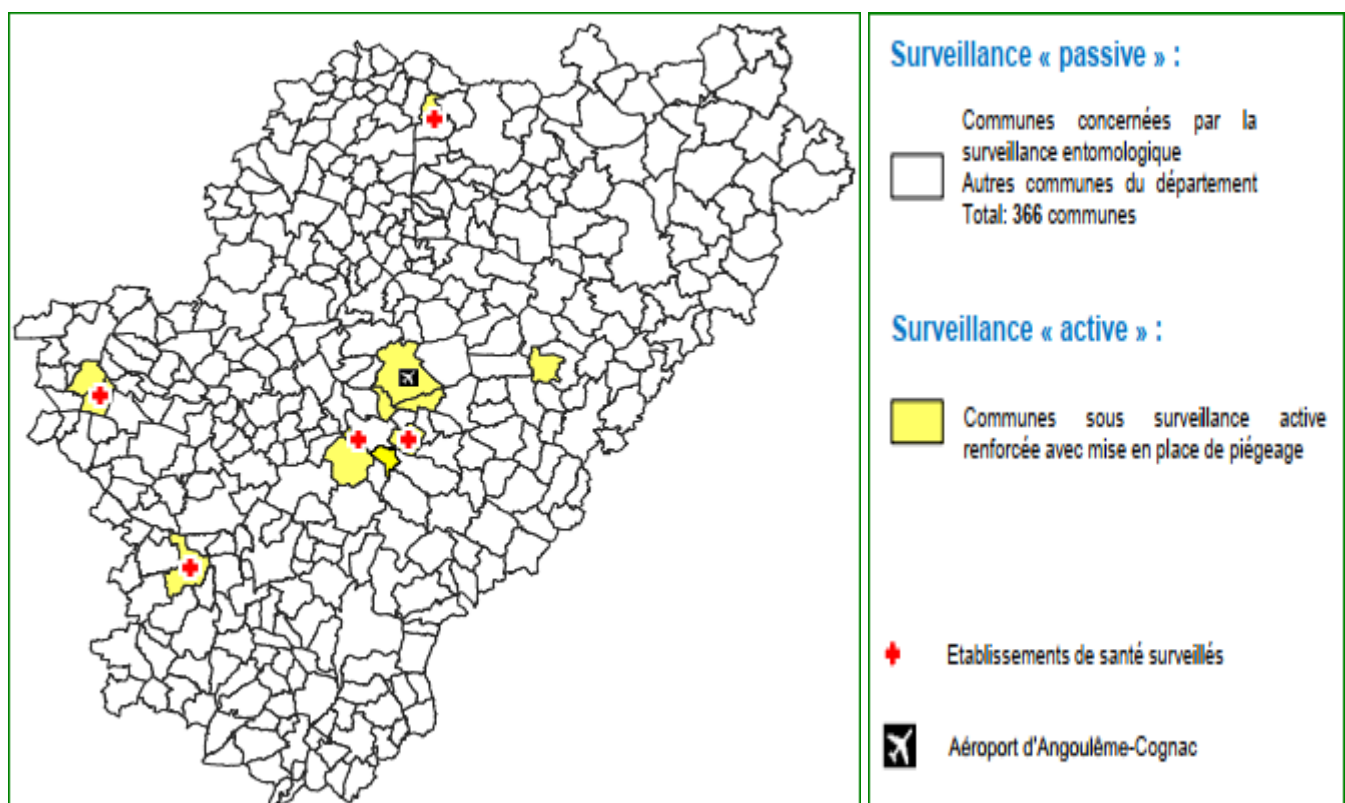 Surveillance « passive » :
Communes concernées par la
surveillance entomologique
Autres communes du département
Total: 366 communes
Surveillance « active » :
Communes sous surveillance active
renforcée avec mise en place de piégeage
Etablissements de santé surveillés
Aéroport d'Angoulême-Cognac